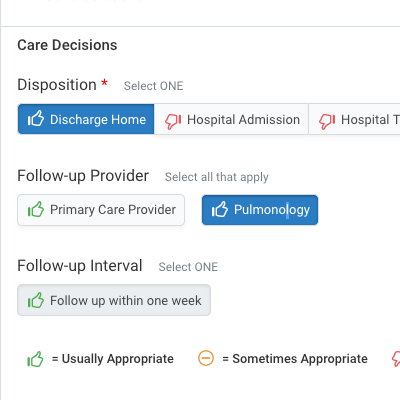 Care Decisions
Disposition * Select ONE
Discharge Home Hospital Admission Hospital T
Follow-up Provider Select all that apply
Primary Care Provider Pulmonology
Follow-up Interval Select ONE
Follow up within one week
= Usually Appropriate = Sometimes Appropriate